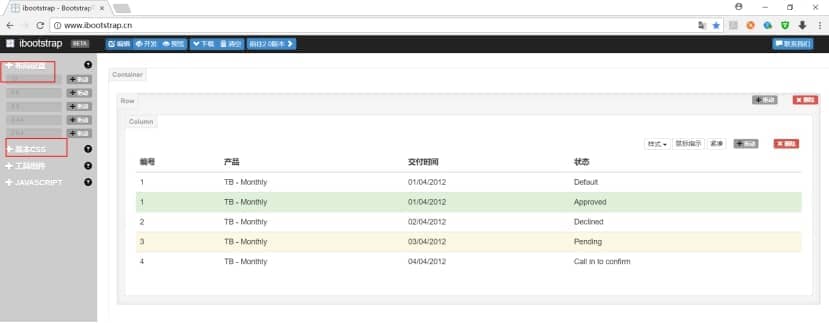 ibootstrap - Bootstrap
www.ibootstrap.cn
ibootstrap BETA 编辑 开发 预览 下载 清空 前往2.0版本 联系我们
布局设置
拖动
拖动
拖动
拖动
拖动
基本CSS
工具组件
JAVASCRIPT
Container
Row 拖动 删除
Column
样式 鼠标指示 紧凑 拖动 删除
编号 产品 交付时间 状态
1 TB - Monthly 01/04/2012 Default
1 TB - Monthly 01/04/2012 Approved
2 TB - Monthly 02/04/2012 Declined
3 TB - Monthly 03/04/2012 Pending
4 TB - Monthly 04/04/2012 Call in to confirm